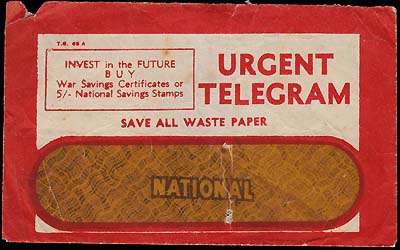 T.G. 69 A
INVEST in the FUTURE
BUY
War Savings Certificates or
5/- National Savings Stamps
URGENT
TELEGRAM
SAVE ALL WASTE PAPER
NATIONAL